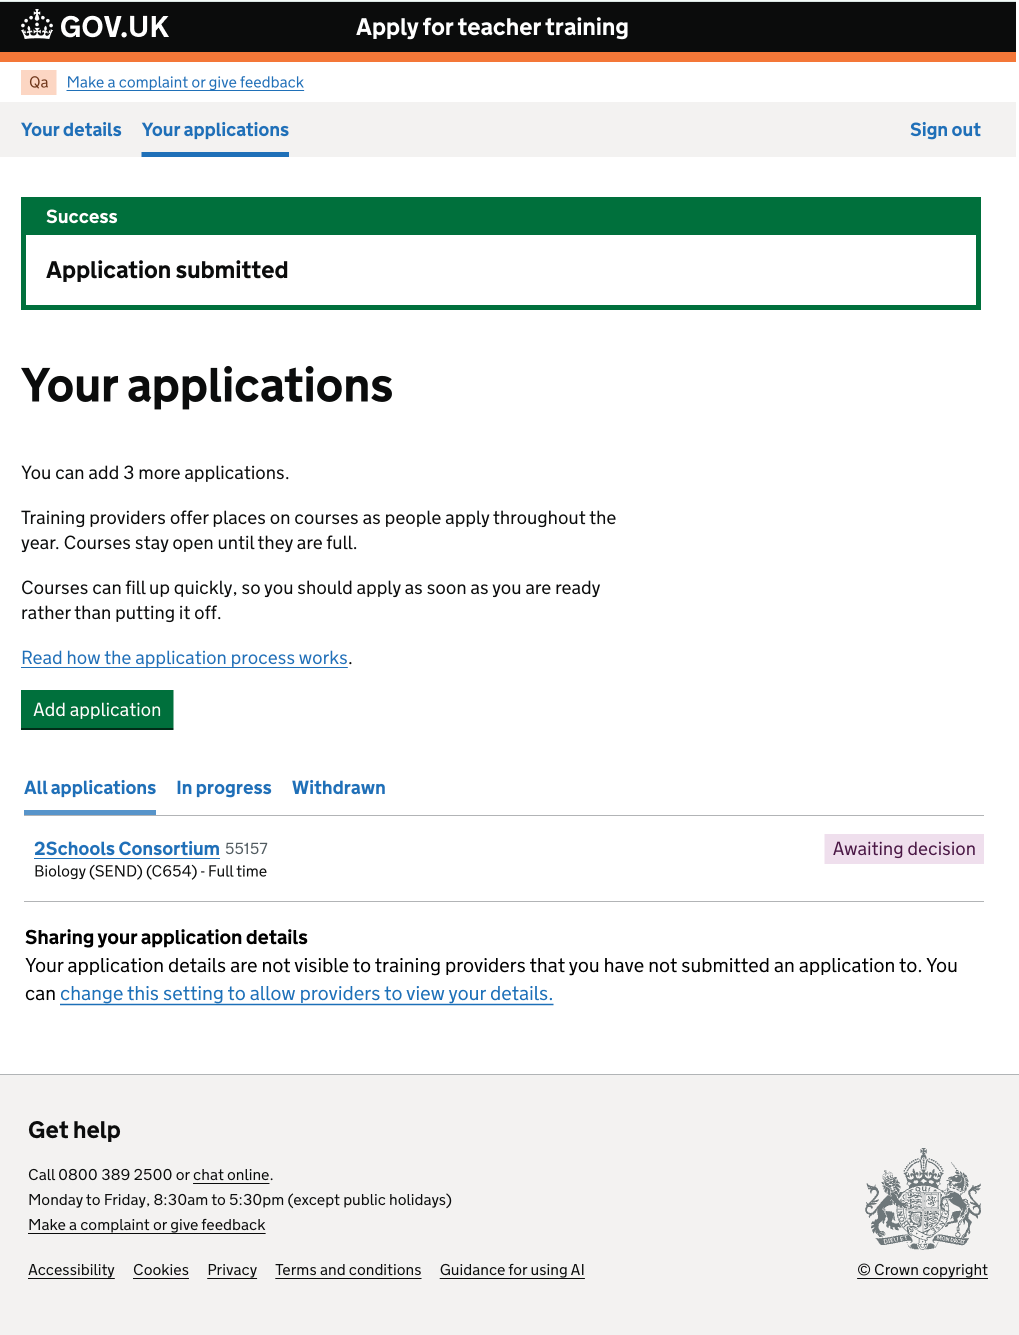 GOV.UK
Apply for teacher training
Qa
Make a complaint or give feedback
Your details
Your applications
Sign out
Success
Application submitted
Your applications
You can add 3 more applications.
Training providers offer places on courses as people apply throughout the
year. Courses stay open until they are full.
Courses can fill up quickly, so you should apply as soon as you are ready
rather than putting it off.
Read how the application process works.
Add application
All applications
In progress
Withdrawn
2Schools Consortium 55157
Awaiting decision
Biology (SEND) (C654) - Full time
Sharing your application details
Your application details are not visible to training providers that you have not submitted an application to. You
can change this setting to allow providers to view your details.
Get help
Call 0800 389 2500 or chat online.
Monday to Friday, 8:30am to 5:30pm (except public holidays)
Make a complaint or give feedback
Accessibility
Cookies
Privacy
Terms and conditions
Guidance for using AI
© Crown copyright